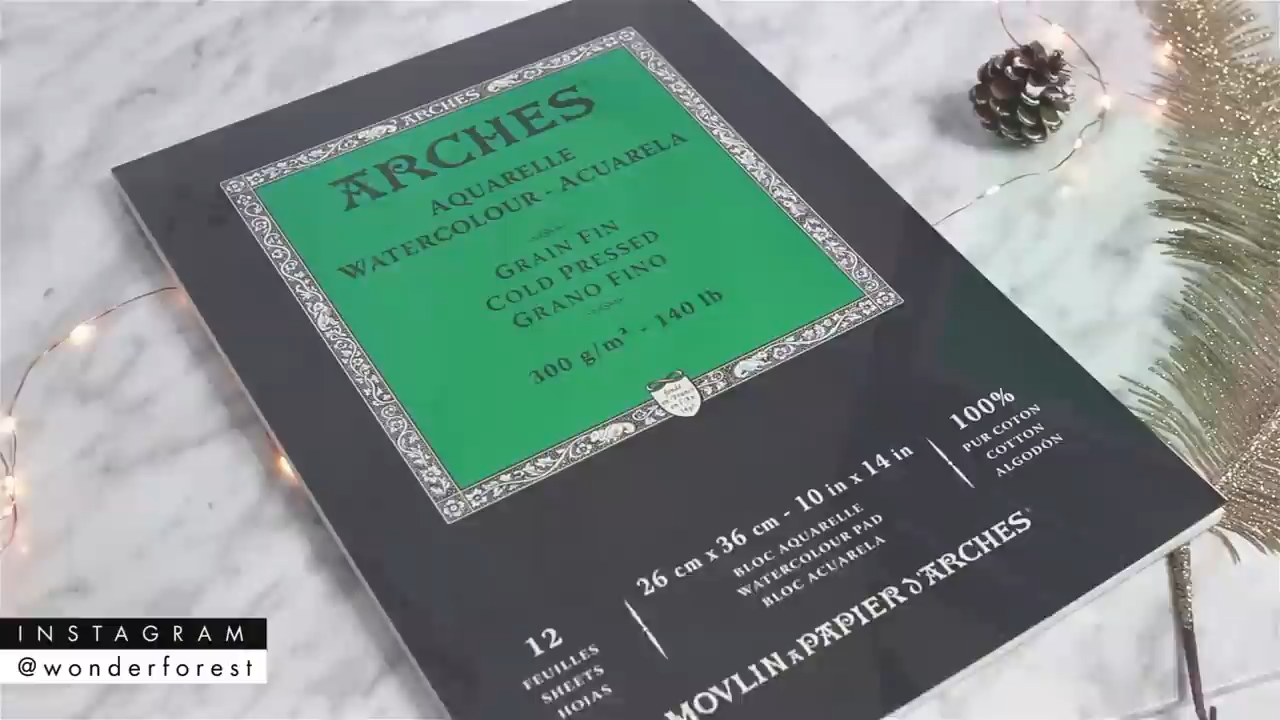 ARCHES
ARCHES
AQUARELLE
WATERCOLOUR - ACUARELA
GRAIN FIN
COLD PRESSED
GRANO FINO
300 g/m² - 140 lb
12
FEUILLES
SHEETS
HOJAS
26 cm x 36 cm - 10 in x 14 in
BLOC AQUARELLE
WATERCOLOUR PAD
BLOC ACUARELA
100%
PUR COTON
COTTON
ALGODÓN
MOVLIN À PAPIER D'ARCHES
INSTAGRAM
@wonderforest